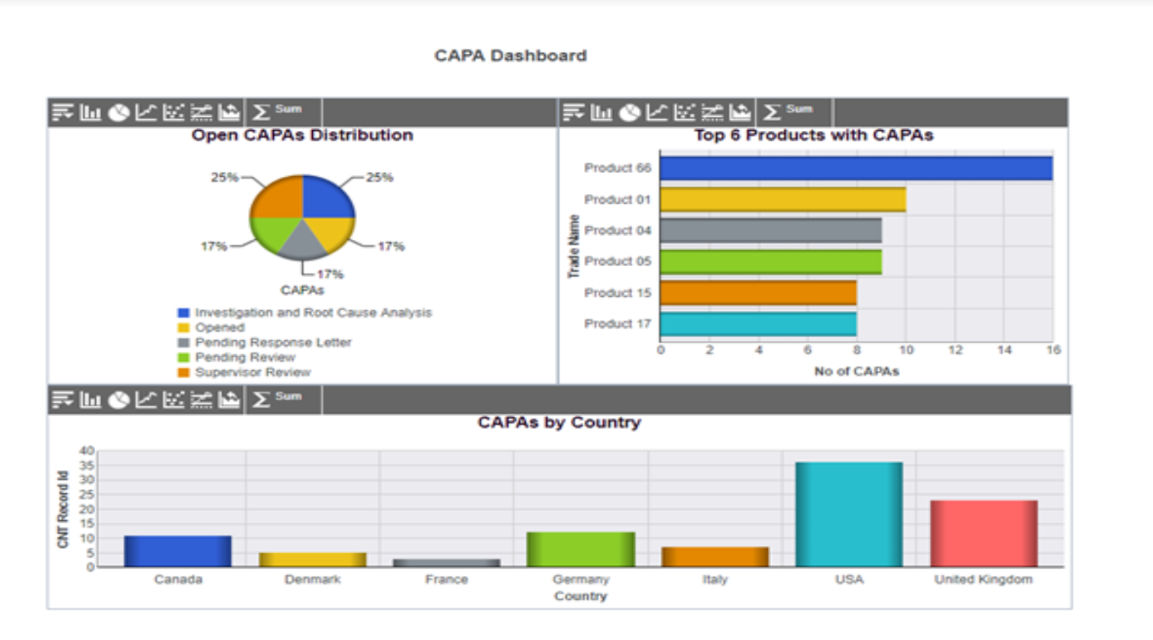 CAPA Dashboard
Σ Sum
Σ Sum
Open CAPAs Distribution
25%
25%
17%
17%
17%
CAPAs
Investigation and Root Cause Analysis
Opened
Pending Response Letter
Pending Review
Supervisor Review
Top 6 Products with CAPAs
Trade Name
Product 66
Product 01
Product 04
Product 05
Product 15
Product 17
0 2 4 6 8 10 12 14 16
No of CAPAs
Σ Sum
CAPAs by Country
CNT Record Id
40
35
30
25
20
15
10
5
0
Canada Denmark France Germany Italy USA United Kingdom
Country